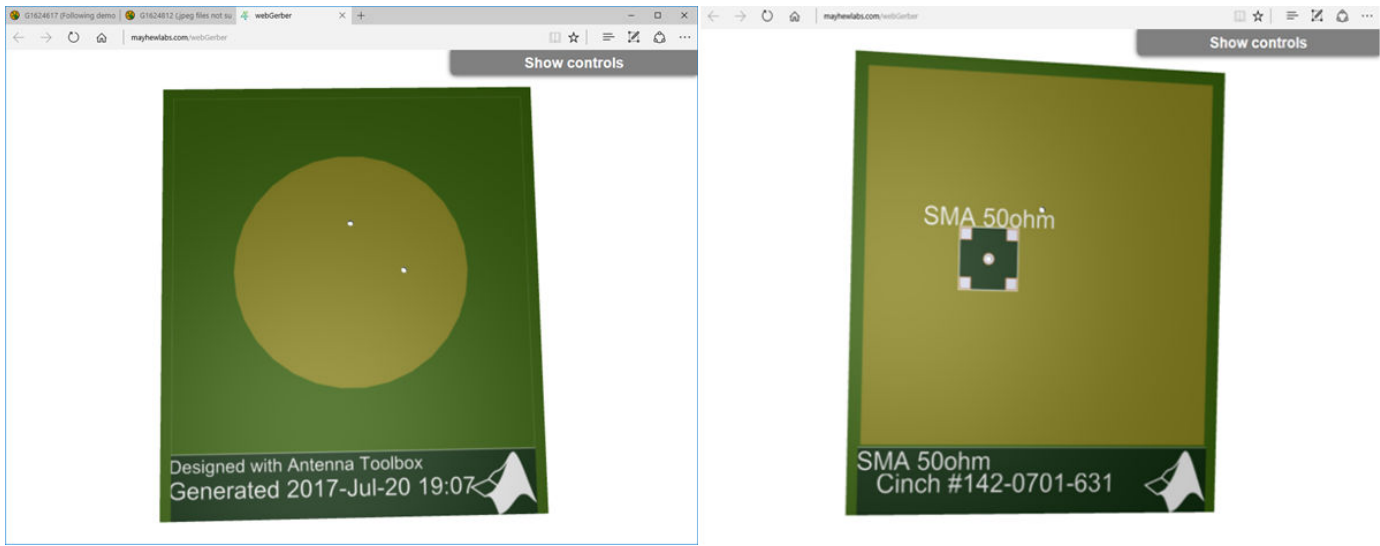 G1624617 (Following demo
G1624812 (.jpeg files not su
webGerber
mayhewlabs.com/webGerber
Show controls
Designed with Antenna Toolbox
Generated 2017-Jul-20 19:07
mayhewlabs.com/webGerber
Show controls
SMA 50ohm
SMA 50ohm
Cinch #142-0701-631